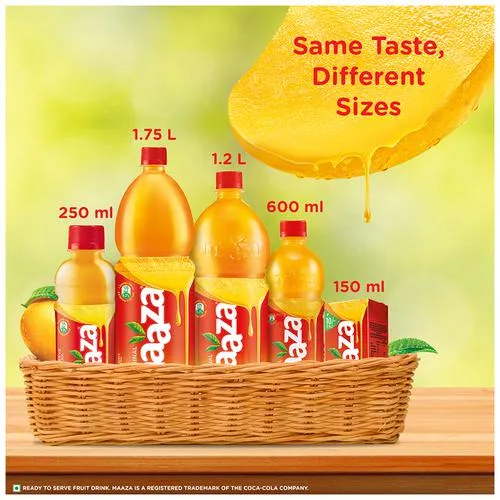 Same Taste,
Different
Sizes
1.75 L
1.2 L
250 ml
600 ml
150 ml
maaza
maaza
maaza
maaza
maaza
READY TO SERVE FRUIT DRINK. MAAZA IS A REGISTERED TRADEMARK OF THE COCA-COLA COMPANY.